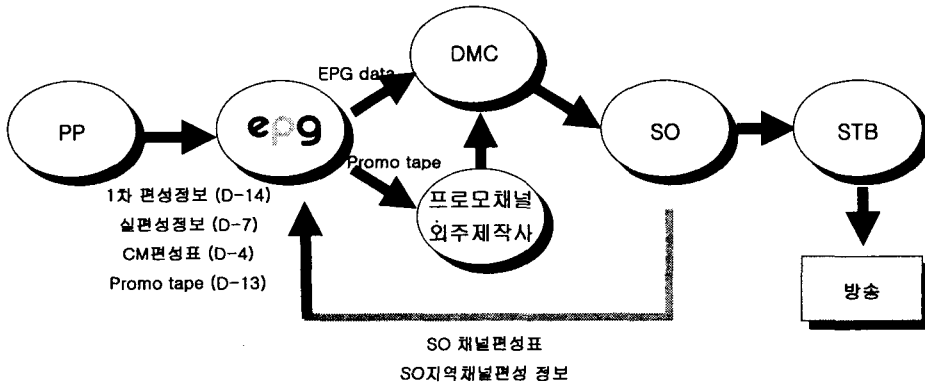 EPG data
DMC
PP
epg
SO
STB
Promo tape
1차 편성정보 (D-14)
실편성정보 (D-7)
CM편성표 (D-4)
Promo tape (D-13)
프로모채널
외주제작사
방송
SO 채널편성표
SO지역채널편성 정보